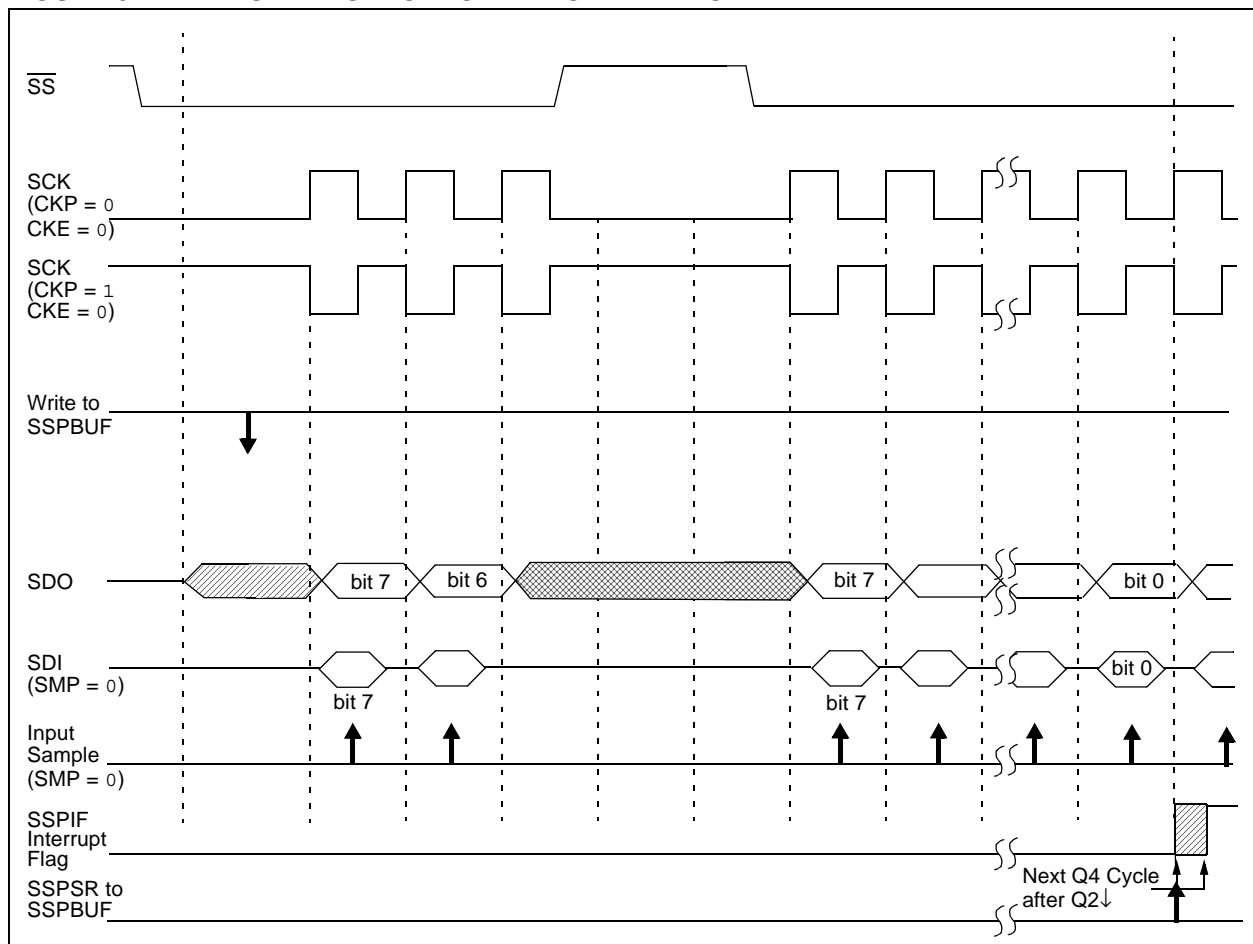 SS
SCK
(CKP = 0
CKE = 0)
SCK
(CKP = 1
CKE = 0)
Write to
SSPBUF
SDO
bit 7
bit 6
bit 7
bit 0
SDI
(SMP = 0)
bit 0
bit 7
bit 7
Input
Sample
(SMP = 0)
SSPIF
Interrupt
Flag
Next Q4 Cycle
after Q2↓
SSPSR to
SSPBUF